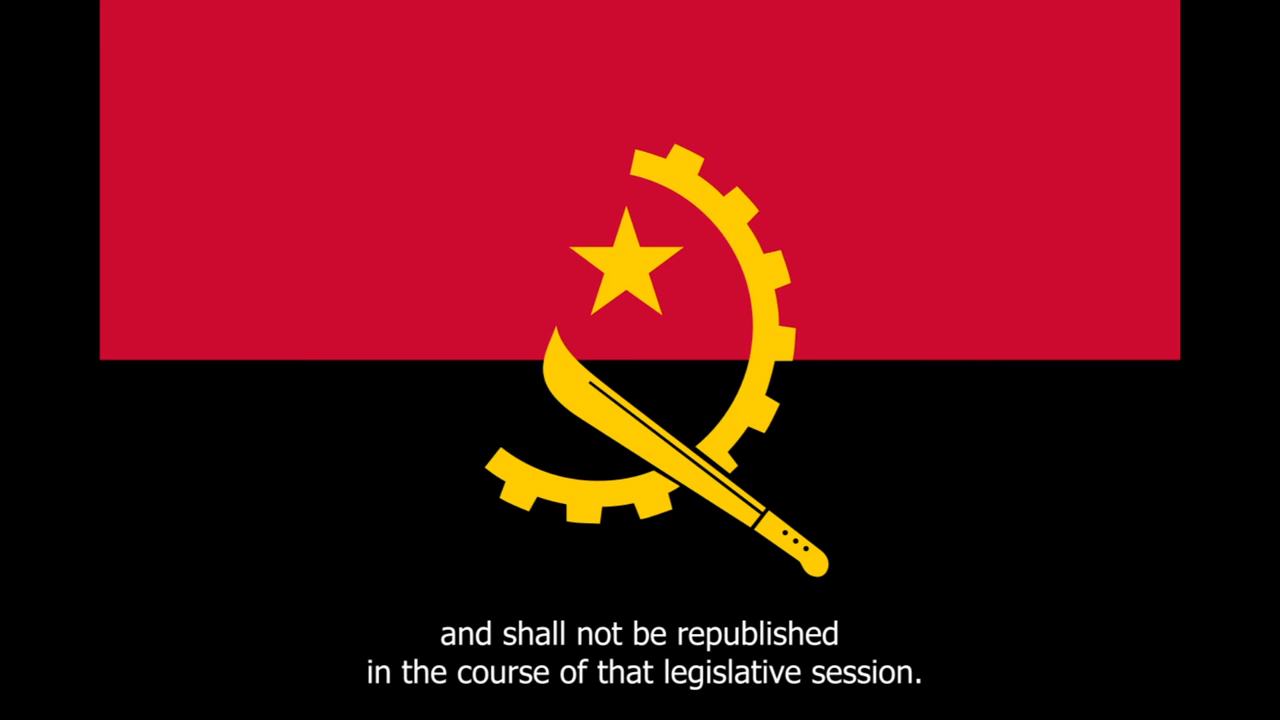 and shall not be republished
in the course of that legislative session.